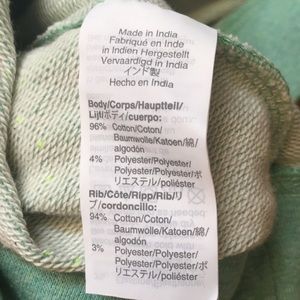 Made in India
Fabriqué en Inde
in Indien Hergestellt
Vervaardigd in India
インド製
Hecho en India
Body/Corps/Hauptteil/
Lijf/ボディ/cuerpo:
96% Cotton/Coton/
Baumwolle/Katoen/綿/
algodón
4% Polyester/Polyester/
Polyester/Polyester/ポ
リエステル/poliéster
Rib/Côte/Ripp/Rib/リ
ブ/cordoncillo:
94% Cotton/Coton/
Baumwolle/Katoen/綿/
algodón
3% Polyester/Polyester/
Polyester/Polyester/ポ
リエステル/poliéster